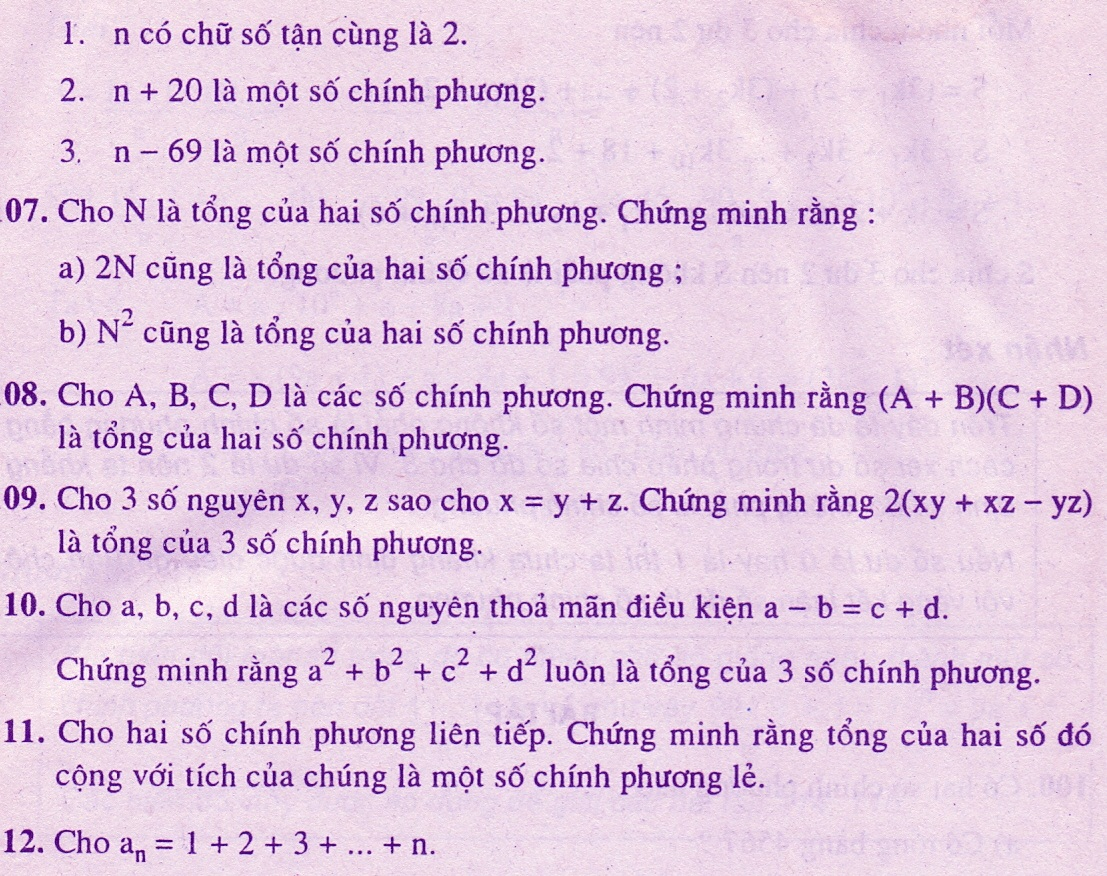 1. n có chữ số tận cùng là 2.
2. n + 20 là một số chính phương.
3. n – 69 là một số chính phương.
07. Cho N là tổng của hai số chính phương. Chứng minh rằng :
a) 2N cũng là tổng của hai số chính phương ;
b) N² cũng là tổng của hai số chính phương.
08. Cho A, B, C, D là các số chính phương. Chứng minh rằng (A + B)(C + D)
là tổng của hai số chính phương.
09. Cho 3 số nguyên x, y, z sao cho x = y + z. Chứng minh rằng 2(xy + xz – yz)
là tổng của 3 số chính phương.
10. Cho a, b, c, d là các số nguyên thoả mãn điều kiện a – b = c + d.
Chứng minh rằng a² + b² + c² + d² luôn là tổng của 3 số chính phương.
11. Cho hai số chính phương liên tiếp. Chứng minh rằng tổng của hai số đó
cộng với tích của chúng là một số chính phương lẻ.
12. Cho aₙ = 1 + 2 + 3 + ... + n.